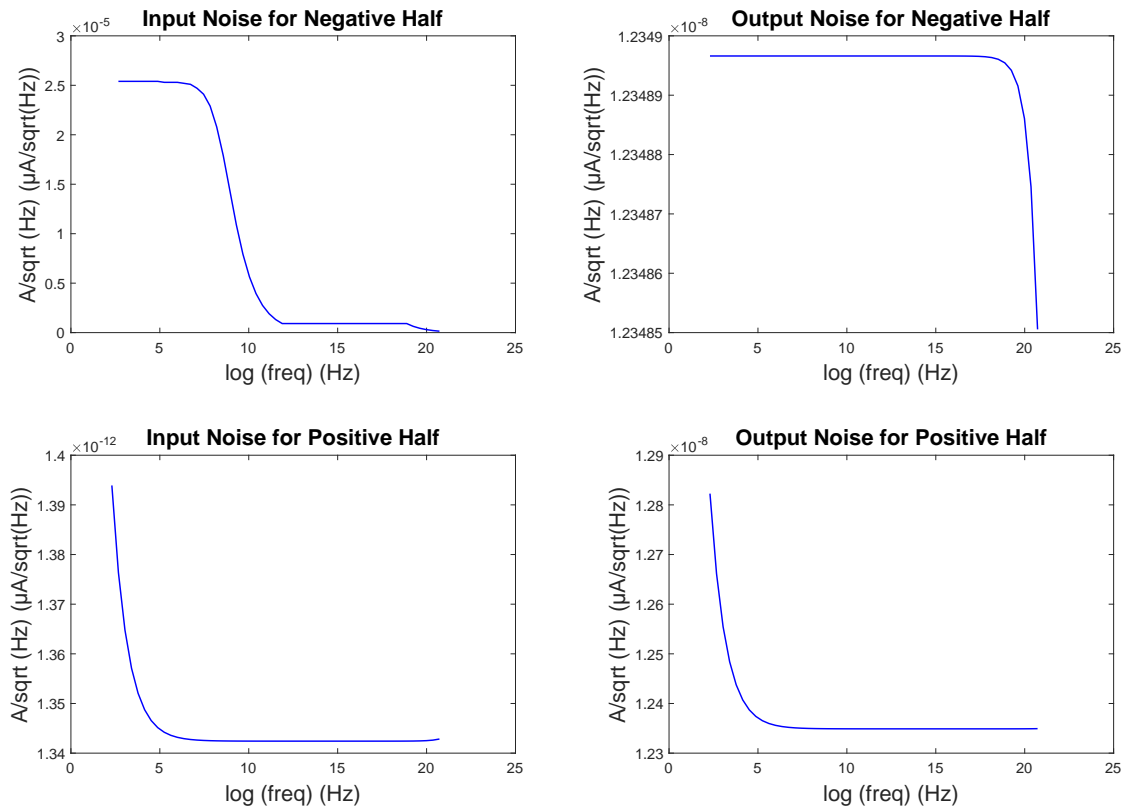 Input Noise for Negative Half
×10-5
3
2.5
2
1.5
1
0.5
0
0 5 10 15 20 25
A/sqrt (Hz) (µA/sqrt(Hz))
log (freq) (Hz)
Output Noise for Negative Half
×10-8
1.2349
1.23489
1.23488
1.23487
1.23486
1.23485
0 5 10 15 20 25
A/sqrt (Hz) (µA/sqrt(Hz))
log (freq) (Hz)
Input Noise for Positive Half
×10-12
1.4
1.39
1.38
1.37
1.36
1.35
1.34
0 5 10 15 20 25
A/sqrt (Hz) (µA/sqrt(Hz))
log (freq) (Hz)
Output Noise for Positive Half
×10-8
1.29
1.28
1.27
1.26
1.25
1.24
1.23
0 5 10 15 20 25
A/sqrt (Hz) (µA/sqrt(Hz))
log (freq) (Hz)